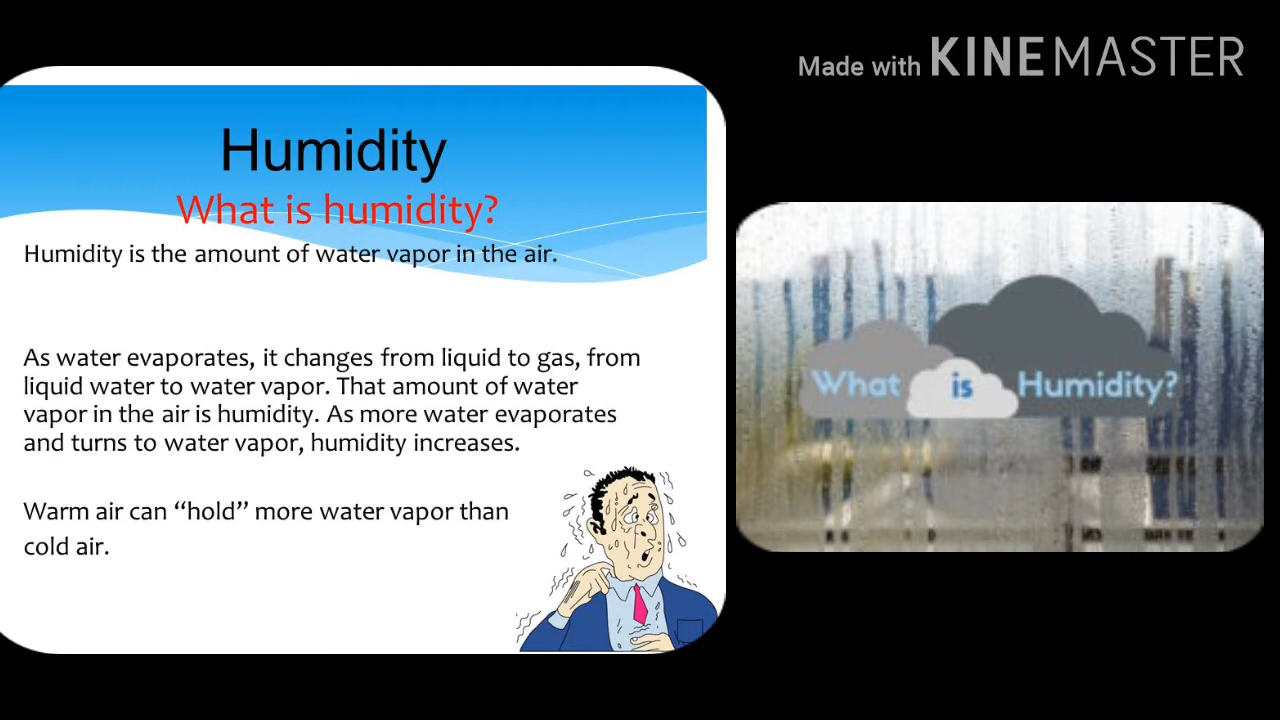 Made with KINEMASTER
Humidity
What is humidity?
Humidity is the amount of water vapor in the air.
As water evaporates, it changes from liquid to gas, from
liquid water to water vapor. That amount of water
vapor in the air is humidity. As more water evaporates
and turns to water vapor, humidity increases.
Warm air can “hold” more water vapor than
cold air.
What is Humidity?